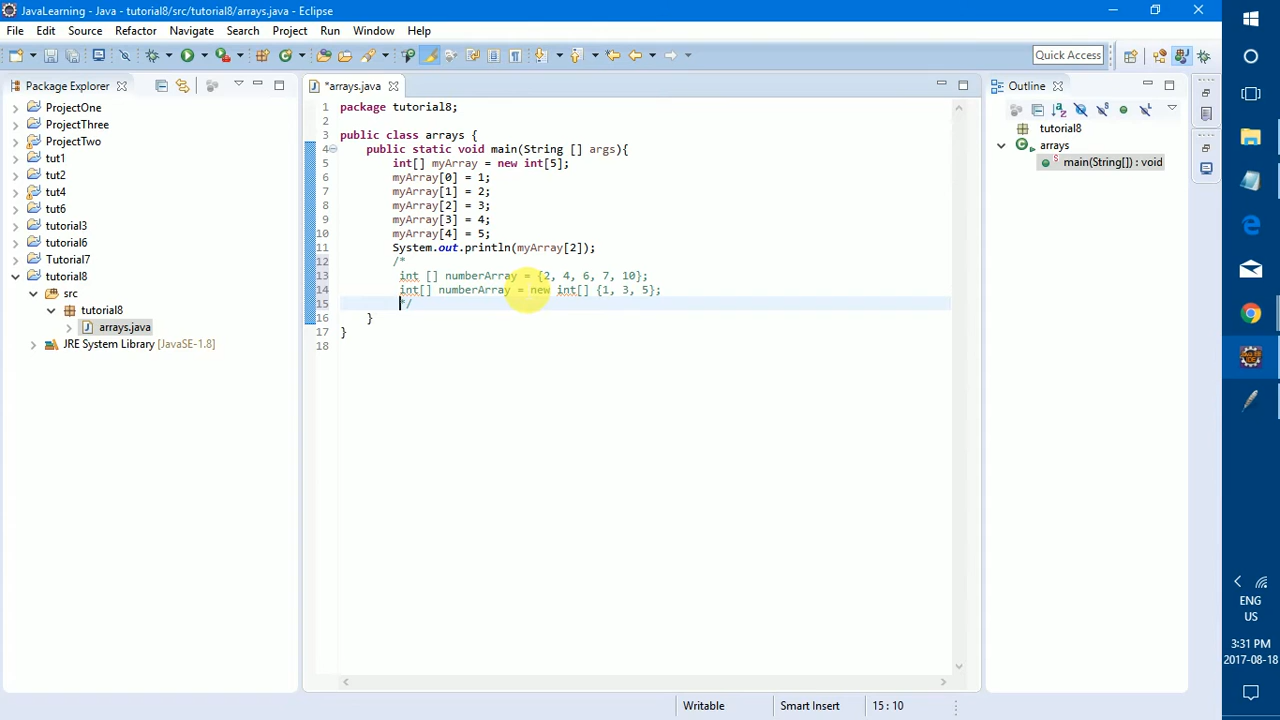 JavaLearning - Java - tutorial8/src/tutorial8/arrays.java - Eclipse
File Edit Source Refactor Navigate Search Project Run Window Help
Quick Access
Package Explorer
ProjectOne
ProjectThree
ProjectTwo
tut1
tut2
tut4
tut6
tutorial3
tutorial6
Tutorial7
tutorial8
src
tutorial8
arrays.java
JRE System Library [JavaSE-1.8]
*arrays.java
1 package tutorial8;
2
3 public class arrays {
4 public static void main(String [] args){
5 int[] myArray = new int[5];
6 myArray[0] = 1;
7 myArray[1] = 2;
8 myArray[2] = 3;
9 myArray[3] = 4;
10 myArray[4] = 5;
11 System.out.println(myArray[2]);
12 /*
13 int [] numberArray = {2, 4, 6, 7, 10};
14 int[] numberArray = new int[] {1, 3, 5};
15 */
16 }
17 }
18
Outline
tutorial8
arrays
main(String[]) : void
Writable
Smart Insert
15 : 10
ENG
US
3:31 PM
2017-08-18